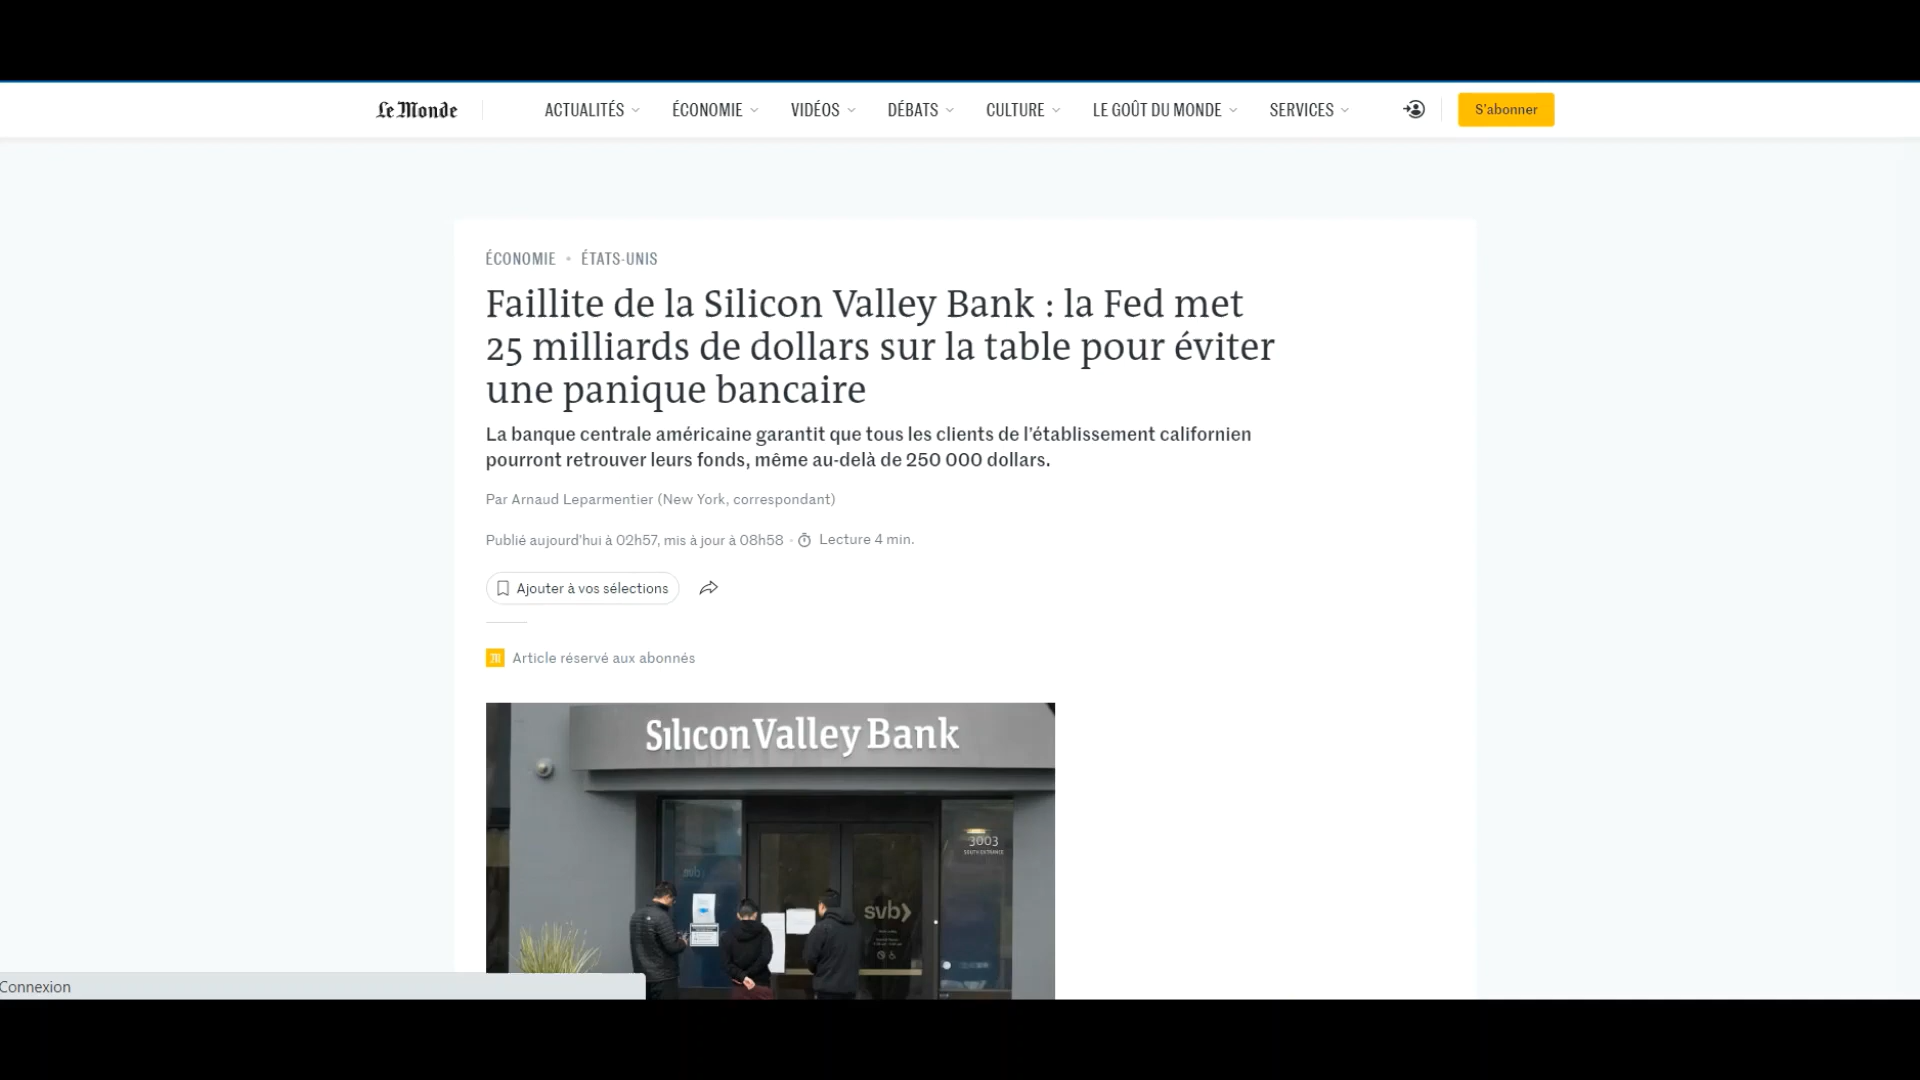 Le Monde
ACTUALITÉS
ÉCONOMIE
VIDÉOS
DÉBATS
CULTURE
LE GOÛT DU MONDE
SERVICES
S'abonner
ÉCONOMIE • ÉTATS-UNIS
Faillite de la Silicon Valley Bank : la Fed met
25 milliards de dollars sur la table pour éviter
une panique bancaire
La banque centrale américaine garantit que tous les clients de l'établissement californien
pourront retrouver leurs fonds, même au-delà de 250 000 dollars.
Par Arnaud Leparmentier (New York, correspondant)
Publié aujourd'hui à 02h57, mis à jour à 08h58 • Lecture 4 min.
Ajouter à vos sélections
M Article réservé aux abonnés
Silicon Valley Bank
3003
SOUTH ENTRANCE
svb
svb>
Connexion